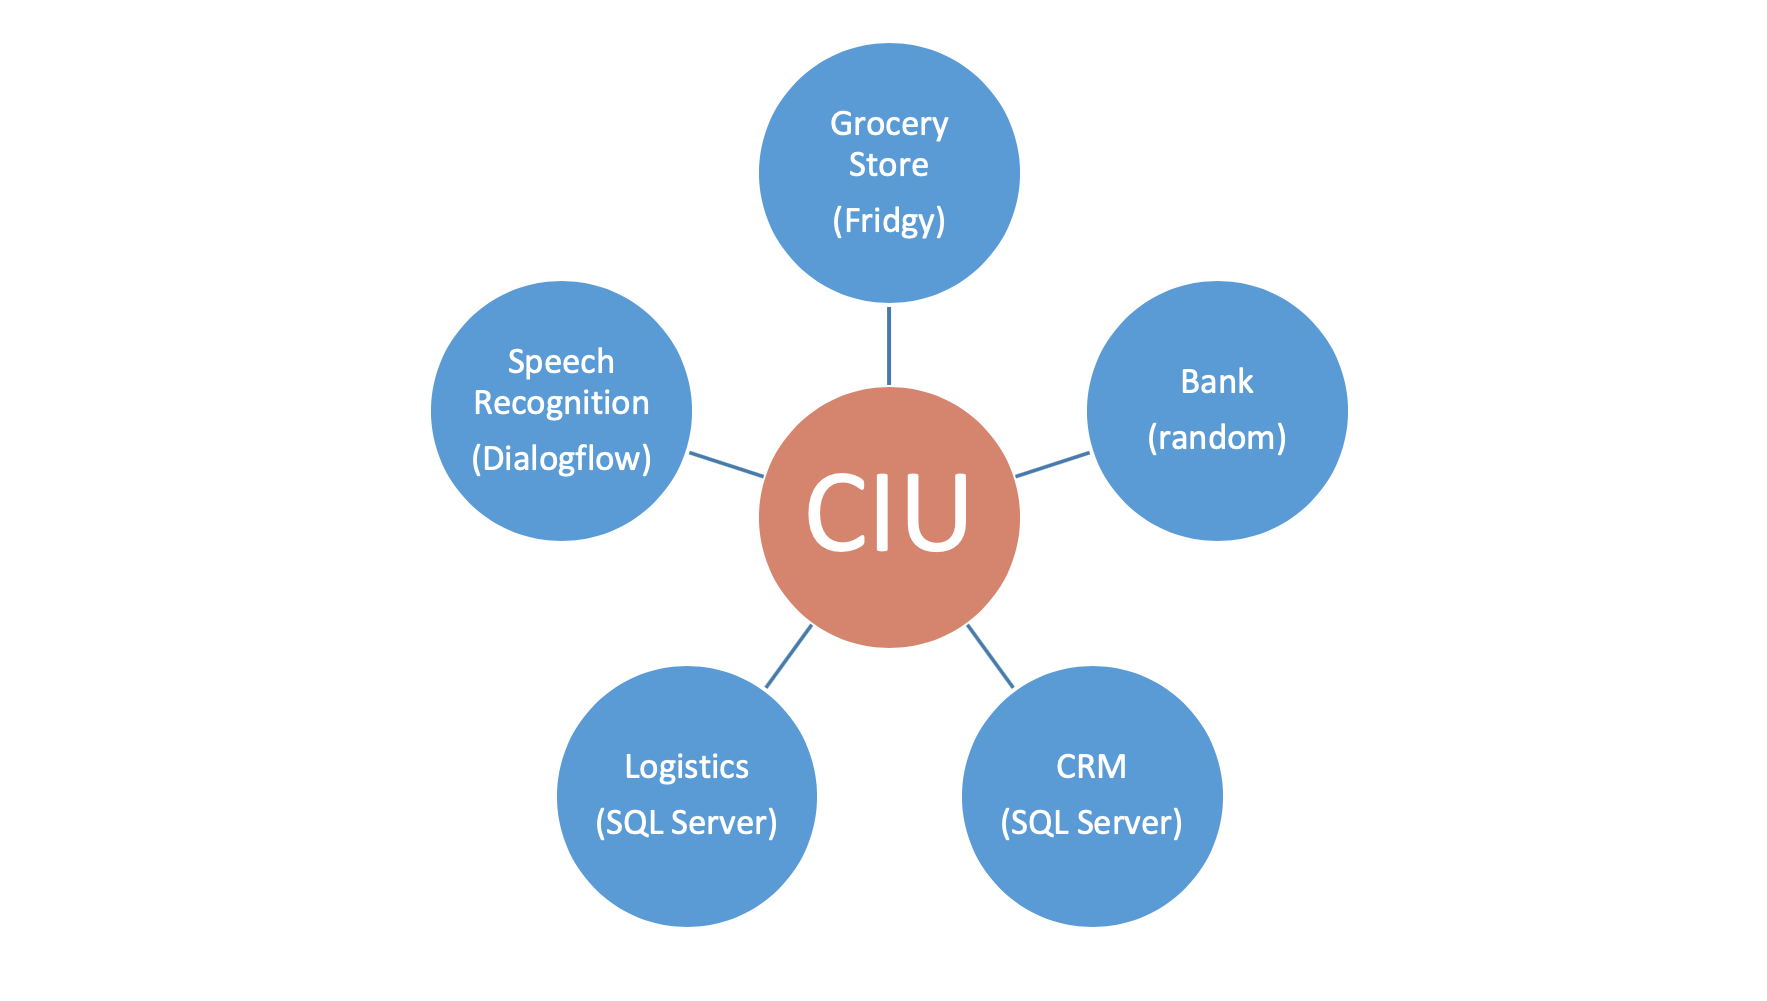 Grocery
Store
(Fridgy)
Speech
Recognition
(Dialogflow)
Bank
(random)
CIU
Logistics
(SQL Server)
CRM
(SQL Server)